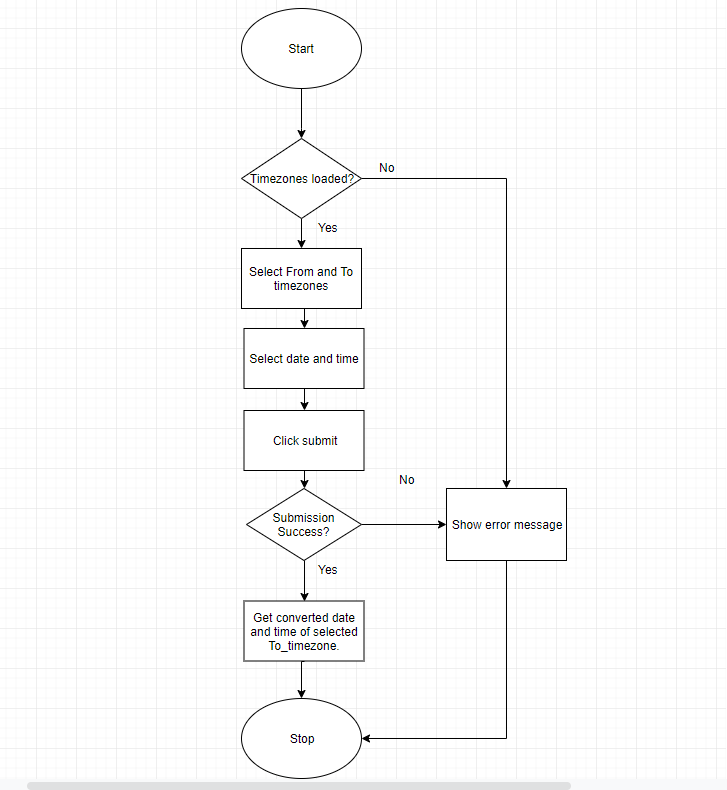 Start
Timezones loaded?
No
Yes
Select From and To
timezones
Select date and time
Click submit
No
Submission
Success?
Show error message
Yes
Get converted date
and time of selected
To_timezone.
Stop